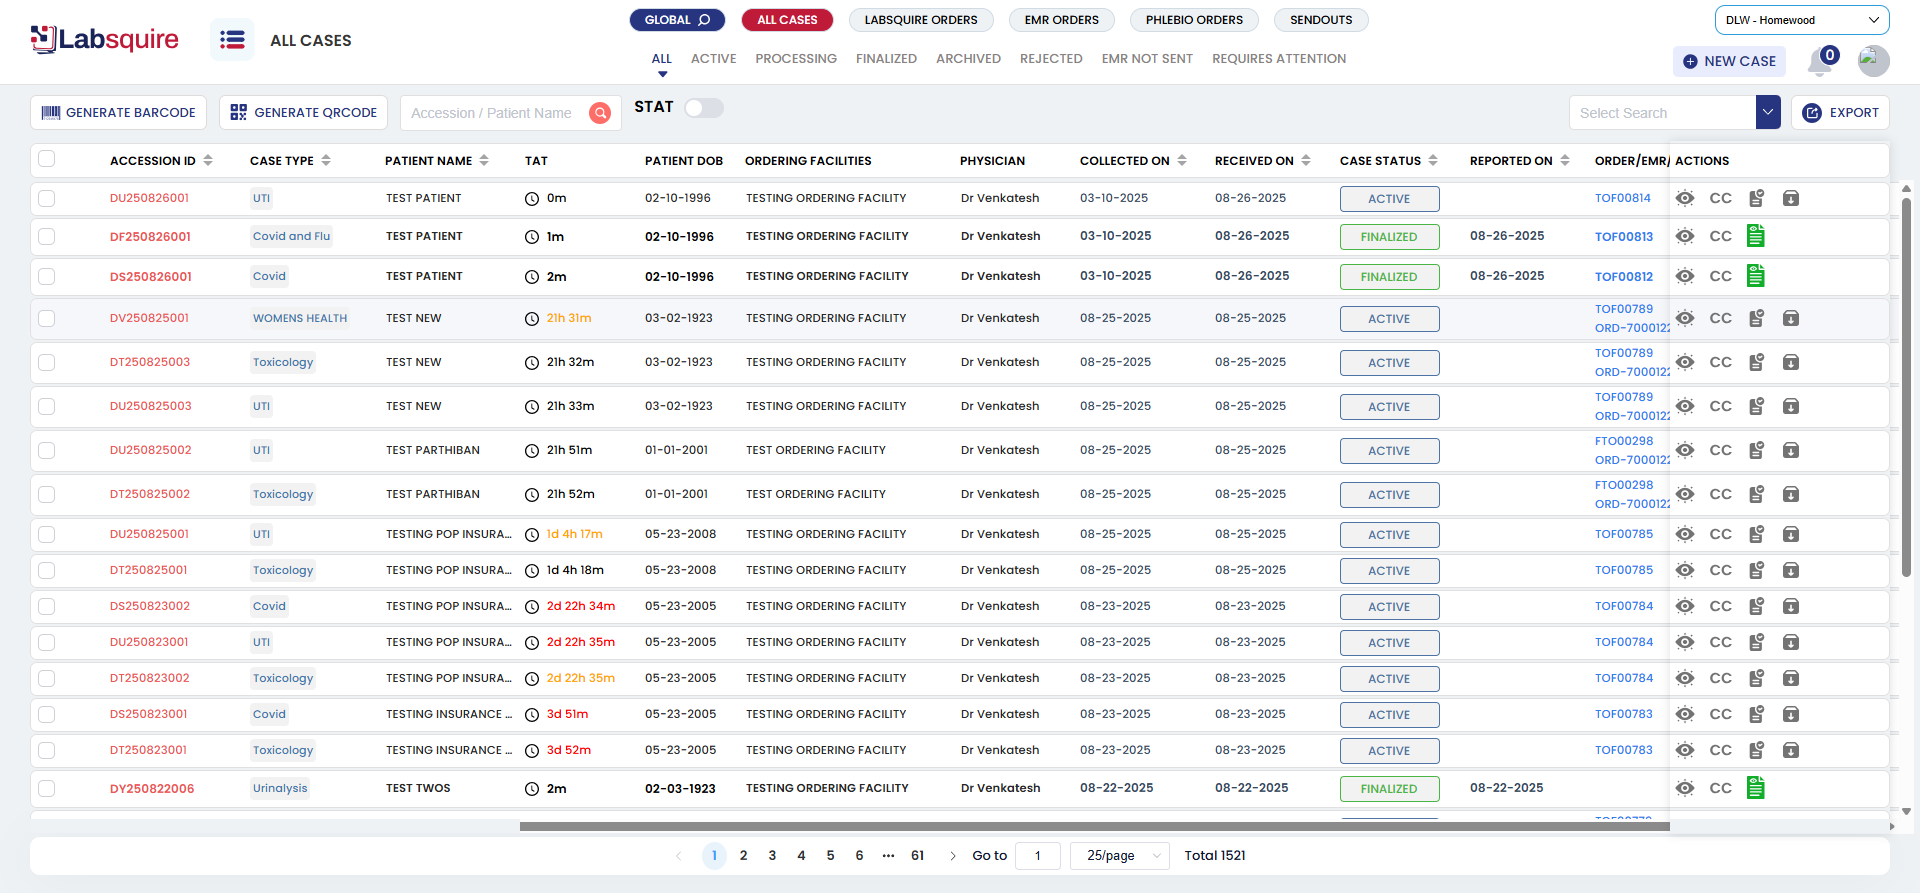 Labsquire
ALL CASES
GLOBAL
ALL CASES
LABSQUIRE ORDERS
EMR ORDERS
PHLEBIO ORDERS
SENDOUTS
ALL
ACTIVE
PROCESSING
FINALIZED
ARCHIVED
REJECTED
EMR NOT SENT
REQUIRES ATTENTION
DLW - Homewood
NEW CASE
0
GENERATE BARCODE
GENERATE QRCODE
Accession / Patient Name
STAT
Select Search
EXPORT
ACCESSION ID CASE TYPE PATIENT NAME TAT PATIENT DOB ORDERING FACILITIES PHYSICIAN COLLECTED ON RECEIVED ON CASE STATUS REPORTED ON ORDER/EMR/ ACTIONS
DU250826001 UTI TEST PATIENT 0m 02-10-1996 TESTING ORDERING FACILITY Dr Venkatesh 03-10-2025 08-26-2025 ACTIVE TOF00814 CC
DF250826001 Covid and Flu TEST PATIENT 1m 02-10-1996 TESTING ORDERING FACILITY Dr Venkatesh 03-10-2025 08-26-2025 FINALIZED 08-26-2025 TOF00813 CC
DS250826001 Covid TEST PATIENT 2m 02-10-1996 TESTING ORDERING FACILITY Dr Venkatesh 03-10-2025 08-26-2025 FINALIZED 08-26-2025 TOF00812 CC
DV250825001 WOMENS HEALTH TEST NEW 21h 31m 03-02-1923 TESTING ORDERING FACILITY Dr Venkatesh 08-25-2025 08-25-2025 ACTIVE TOF00789 CC
ORD-7000122
DT250825003 Toxicology TEST NEW 21h 32m 03-02-1923 TESTING ORDERING FACILITY Dr Venkatesh 08-25-2025 08-25-2025 ACTIVE TOF00789 CC
ORD-7000122
DU250825003 UTI TEST NEW 21h 33m 03-02-1923 TESTING ORDERING FACILITY Dr Venkatesh 08-25-2025 08-25-2025 ACTIVE TOF00789 CC
ORD-7000122
DU250825002 UTI TEST PARTHIBAN 21h 51m 01-01-2001 TEST ORDERING FACILITY Dr Venkatesh 08-25-2025 08-25-2025 ACTIVE FTO00298 CC
ORD-7000122
DT250825002 Toxicology TEST PARTHIBAN 21h 52m 01-01-2001 TEST ORDERING FACILITY Dr Venkatesh 08-25-2025 08-25-2025 ACTIVE FTO00298 CC
ORD-7000122
DU250825001 UTI TESTING POP INSURA... 1d 4h 17m 05-23-2008 TESTING ORDERING FACILITY Dr Venkatesh 08-25-2025 08-25-2025 ACTIVE TOF00785 CC
DT250825001 Toxicology TESTING POP INSURA... 1d 4h 18m 05-23-2008 TESTING ORDERING FACILITY Dr Venkatesh 08-25-2025 08-25-2025 ACTIVE TOF00785 CC
DS250823002 Covid TESTING POP INSURA... 2d 22h 34m 05-23-2005 TESTING ORDERING FACILITY Dr Venkatesh 08-23-2025 08-23-2025 ACTIVE TOF00784 CC
DU250823001 UTI TESTING POP INSURA... 2d 22h 35m 05-23-2005 TESTING ORDERING FACILITY Dr Venkatesh 08-23-2025 08-23-2025 ACTIVE TOF00784 CC
DT250823002 Toxicology TESTING POP INSURA... 2d 22h 35m 05-23-2005 TESTING ORDERING FACILITY Dr Venkatesh 08-23-2025 08-23-2025 ACTIVE TOF00784 CC
DS250823001 Covid TESTING INSURANCE ... 3d 51m 05-23-2005 TESTING ORDERING FACILITY Dr Venkatesh 08-23-2025 08-23-2025 ACTIVE TOF00783 CC
DT250823001 Toxicology TESTING INSURANCE ... 3d 52m 05-23-2005 TESTING ORDERING FACILITY Dr Venkatesh 08-23-2025 08-23-2025 ACTIVE TOF00783 CC
DY250822006 Urinalysis TEST TWOS 2m 02-03-1923 TESTING ORDERING FACILITY Dr Venkatesh 08-22-2025 08-22-2025 FINALIZED 08-22-2025 CC
1 2 3 4 5 6 ••• 61 Go to 1 25/page Total 1521